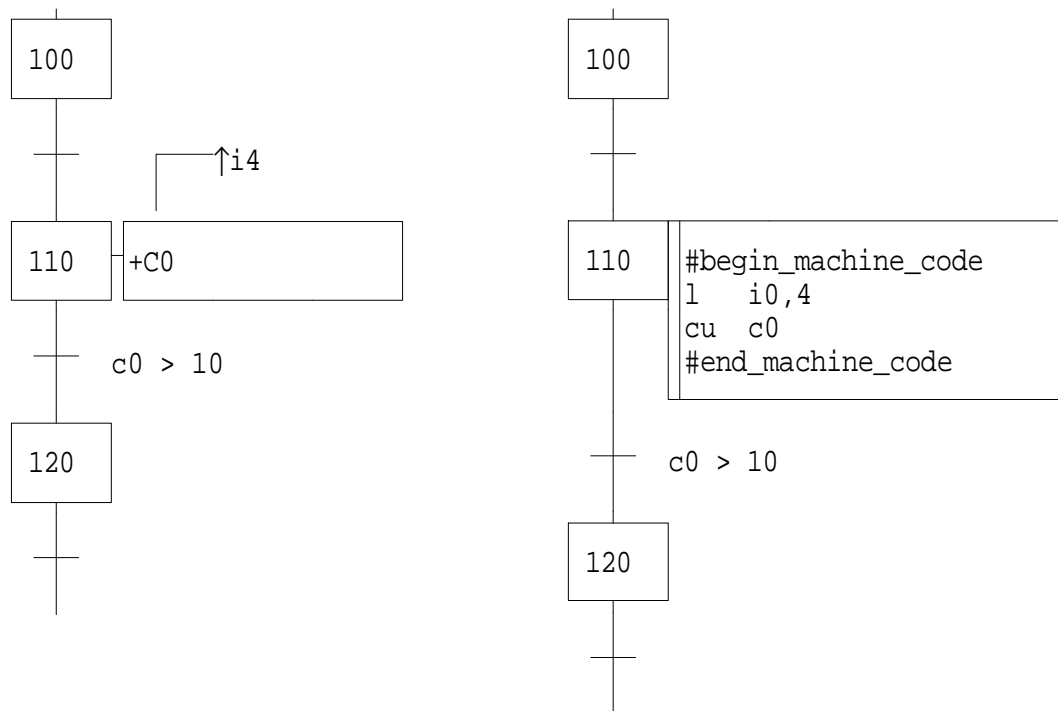 100
↑i4
110
+C0
c0 > 10
120
100
110
#begin_machine_code
l   i0,4
cu  c0
#end_machine_code
c0 > 10
120